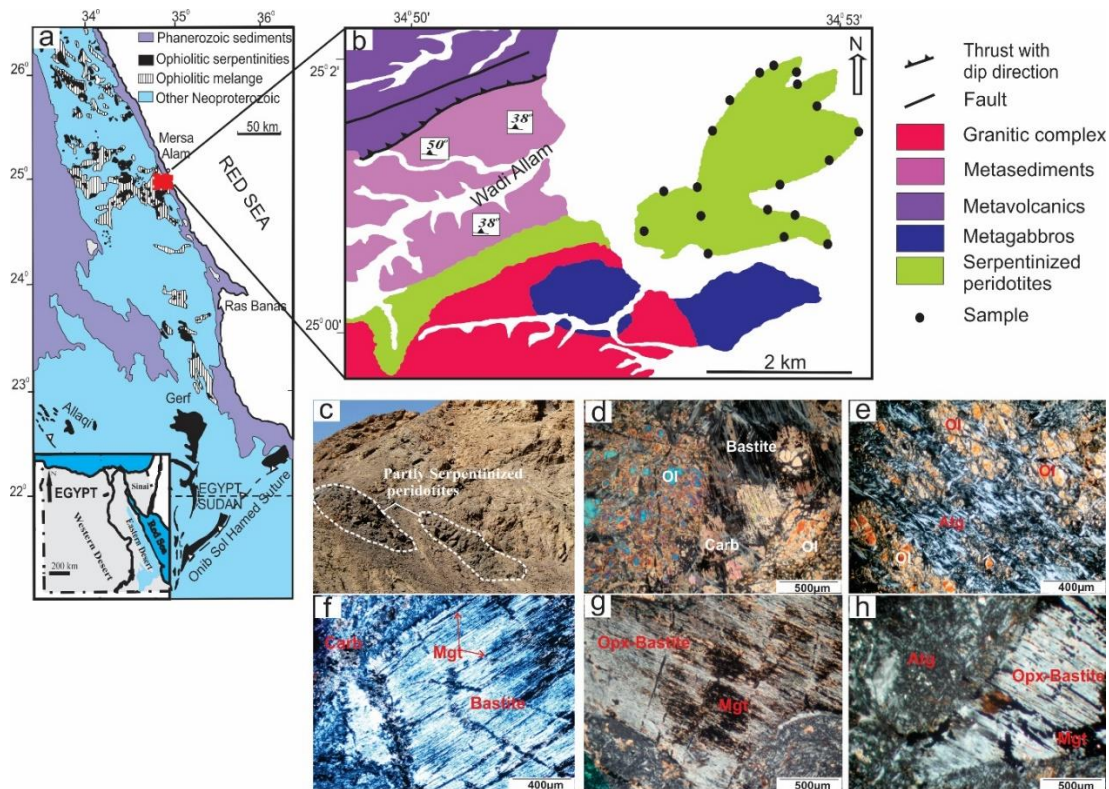 a
34°
35°
36°
26°
25°
24°
23°
22°
Phanerozoic sediments
Ophiolitic serpentinities
Ophiolitic melange
Other Neoproterozoic
50 km
Mersa
Alam
RED SEA
Ras Banas
Gerf
Allaqi
EGYPT
SUDAN
Onib Sol Hamed Suture
EGYPT
Sinai
Western Desert
Eastern Desert
Red Sea
200 km
b
34°50'
34°53'
25°2'
25°00'
N
38°
50°
38°
Wadi Allam
2 km
Thrust with
dip direction
Fault
Granitic complex
Metasediments
Metavolcanics
Metagabbros
Serpentinized
peridotites
Sample
c
Partly Serpentinized
peridotites
d
Bastite
Ol
Carb
Ol
500µm
e
Ol
Ol
Atg
Ol
400µm
f
Carb
Mgt
Bastite
400µm
g
Opx-Bastite
Mgt
500µm
h
Atg
Opx-Bastite
Mgt
500µm